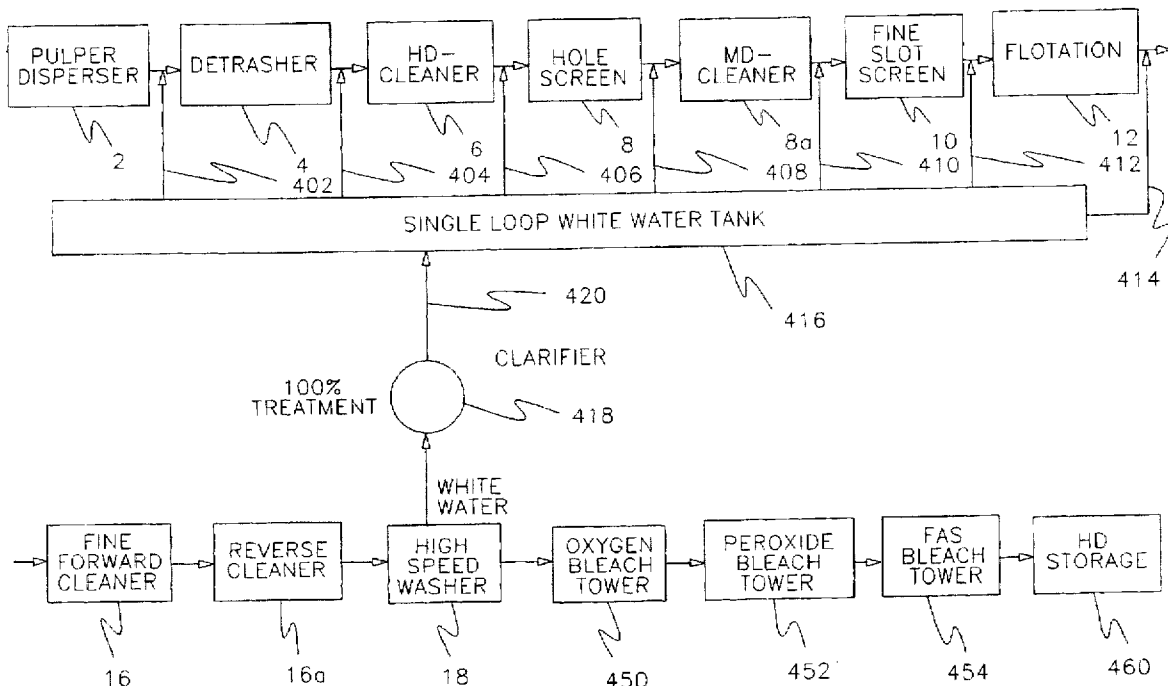 PULPER
DISPERSER
DETRASHER
HD-
CLEANER
HOLE
SCREEN
MD-
CLEANER
FINE
SLOT
SCREEN
FLOTATION
2
4
6
8
8a
10
12
402
404
406
408
410
412
414
SINGLE LOOP WHITE WATER TANK
420
416
CLARIFIER
100%
TREATMENT
418
WHITE
WATER
FINE
FORWARD
CLEANER
REVERSE
CLEANER
HIGH
SPEED
WASHER
OXYGEN
BLEACH
TOWER
PEROXIDE
BLEACH
TOWER
FAS
BLEACH
TOWER
HD
STORAGE
16
16a
18
450
452
454
460